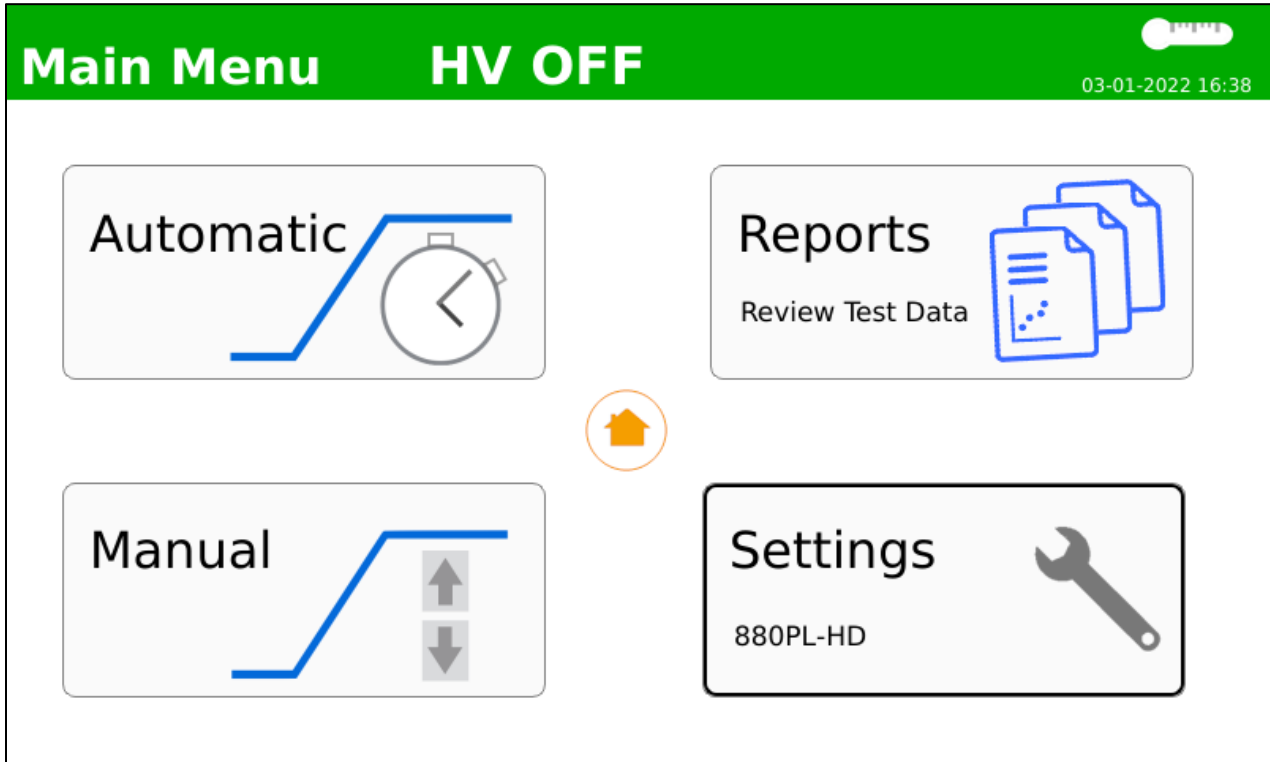 Main Menu HV OFF
03-01-2022 16:38
Automatic
Reports
Review Test Data
Manual
Settings
880PL-HD